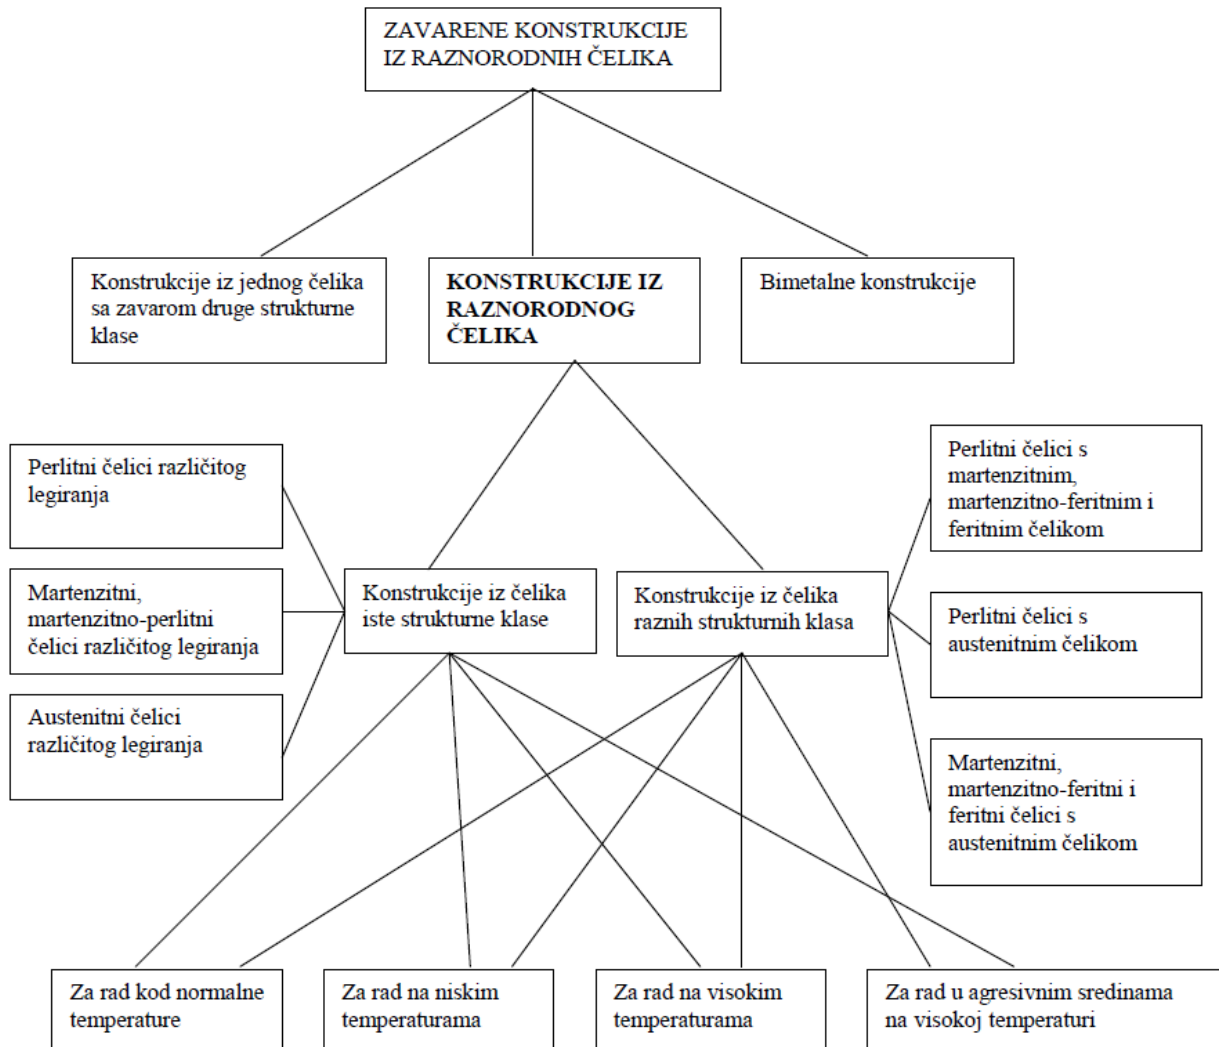 ZAVARENE KONSTRUKCIJE
IZ RAZNORODNIH ČELIKA
Konstrukcije iz jednog čelika
sa zavarom druge strukturne
klase
KONSTRUKCIJE IZ
RAZNORODNOG
ČELIKA
Bimetalne konstrukcije
Perlitni čelici različitog
legiranja
Martenzitni,
martenzitno-perlitni
čelici različitog legiranja
Austenitni čelici
različitog legiranja
Konstrukcije iz čelika
iste strukturne klase
Konstrukcije iz čelika
raznih strukturnih klasa
Perlitni čelici s
martenzitnim,
martenzitno-feritnim i
feritnim čelikom
Perlitni čelici s
austenitnim čelikom
Martenzitni,
martenzitno-feritni i
feritni čelici s
austenitnim čelikom
Za rad kod normalne
temperature
Za rad na niskim
temperaturama
Za rad na visokim
temperaturama
Za rad u agresivnim sredinama
na visokoj temperaturi